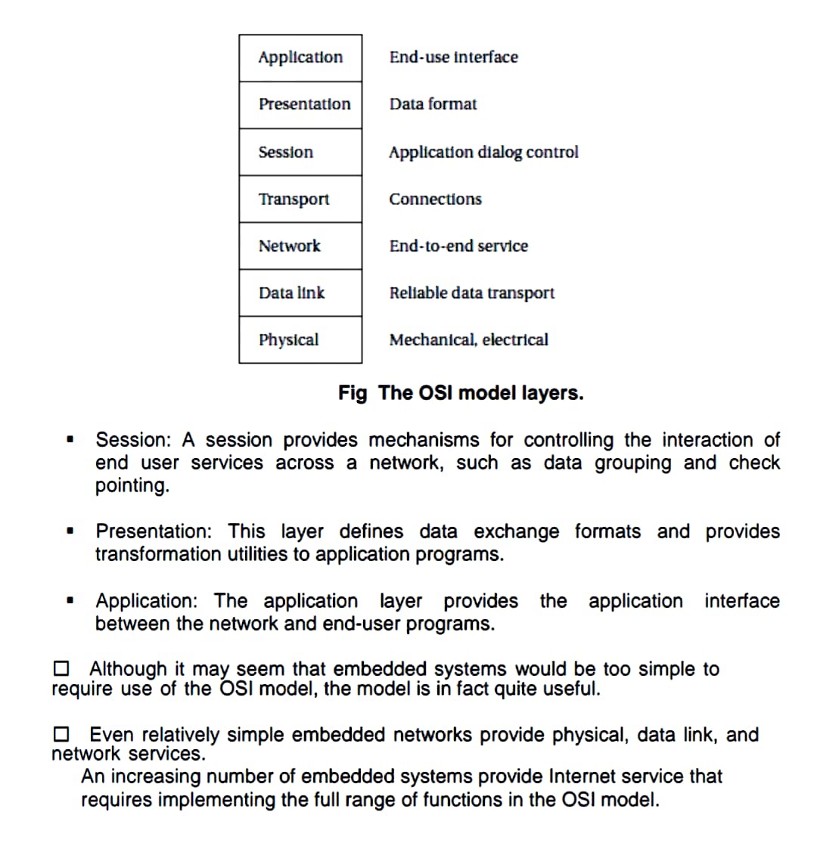 Application End-use interface
Presentation Data format
Session Application dialog control
Transport Connections
Network End-to-end service
Data link Reliable data transport
Physical Mechanical, electrical
Fig The OSI model layers.
▪ Session: A session provides mechanisms for controlling the interaction of
end user services across a network, such as data grouping and check
pointing.
▪ Presentation: This layer defines data exchange formats and provides
transformation utilities to application programs.
▪ Application: The application layer provides the application interface
between the network and end-user programs.
☐ Although it may seem that embedded systems would be too simple to
require use of the OSI model, the model is in fact quite useful.
☐ Even relatively simple embedded networks provide physical, data link, and
network services.
An increasing number of embedded systems provide Internet service that
requires implementing the full range of functions in the OSI model.